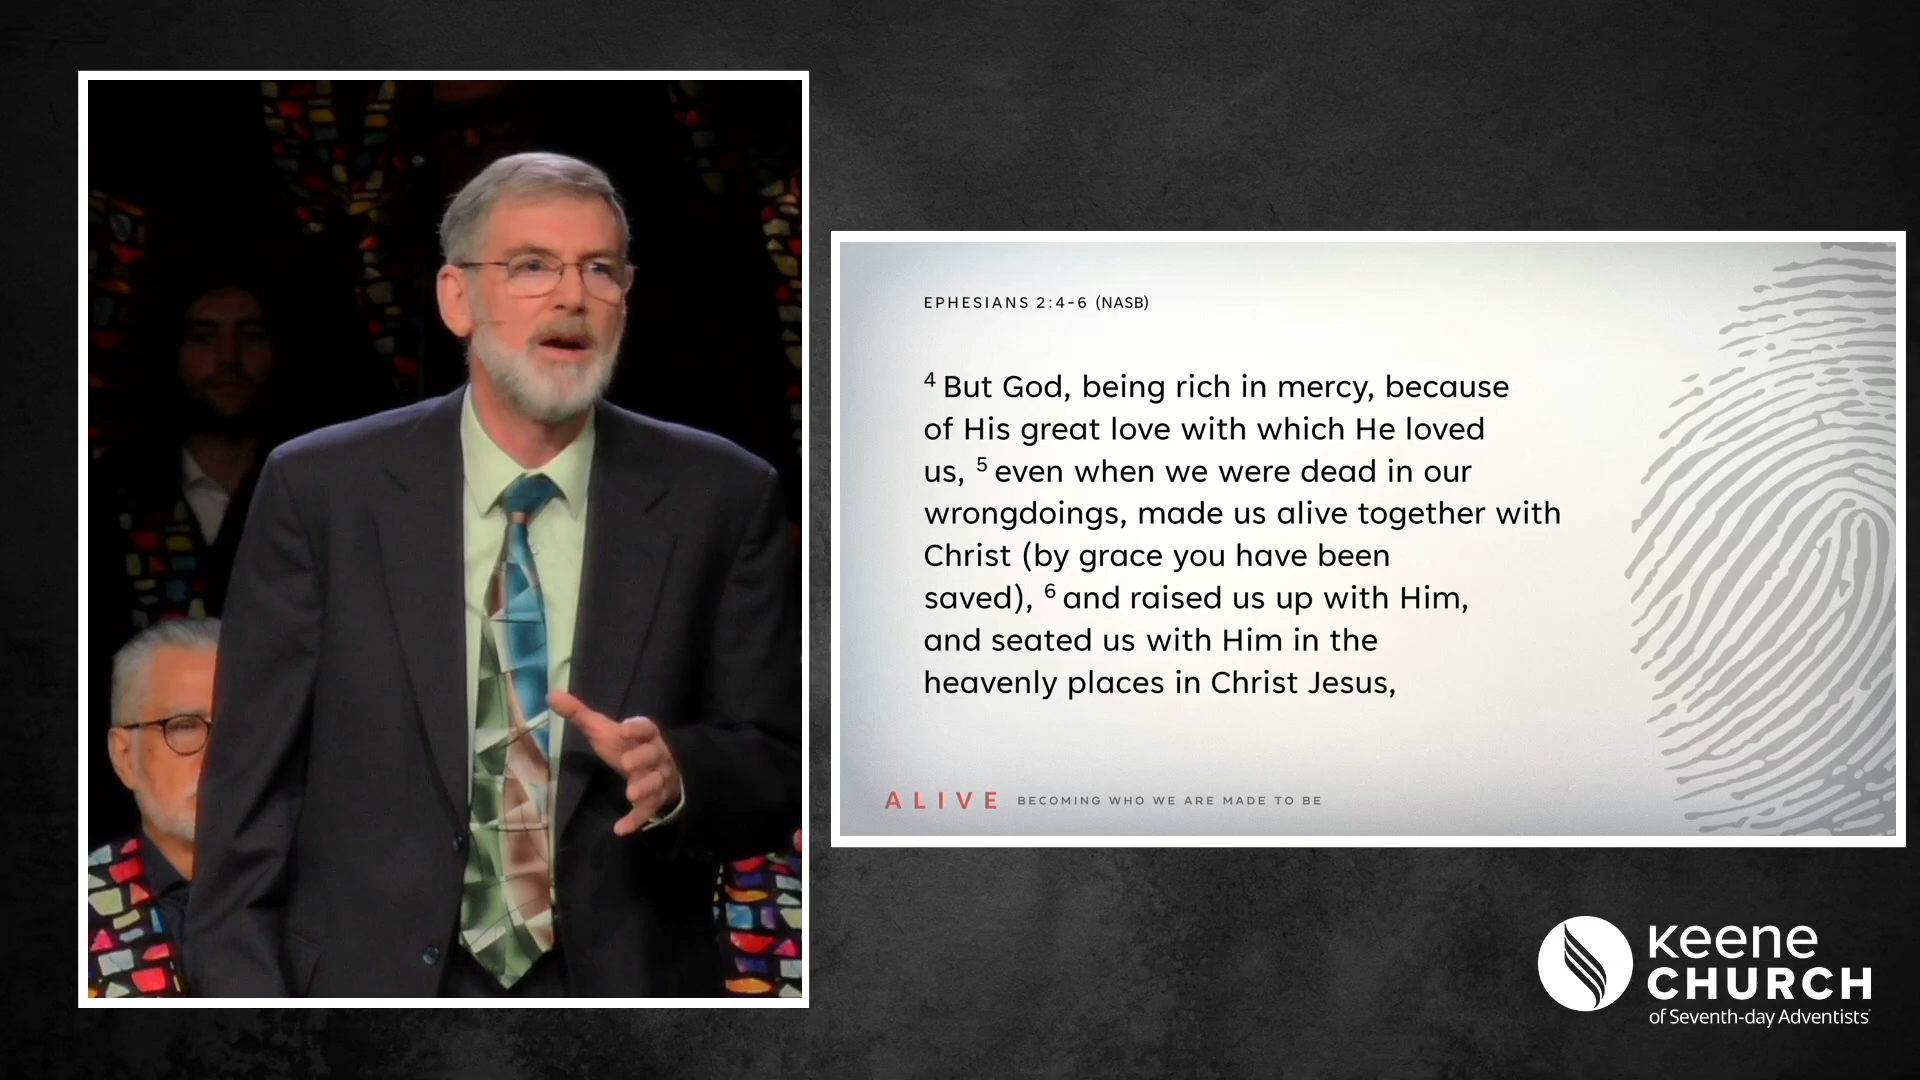 EPHESIANS 2:4-6 (NASB)
4 But God, being rich in mercy, because
of His great love with which He loved
us, 5 even when we were dead in our
wrongdoings, made us alive together with
Christ (by grace you have been
saved), 6 and raised us up with Him,
and seated us with Him in the
heavenly places in Christ Jesus,
ALIVE BECOMING WHO WE ARE MADE TO BE
Keene
CHURCH
of Seventh-day Adventists